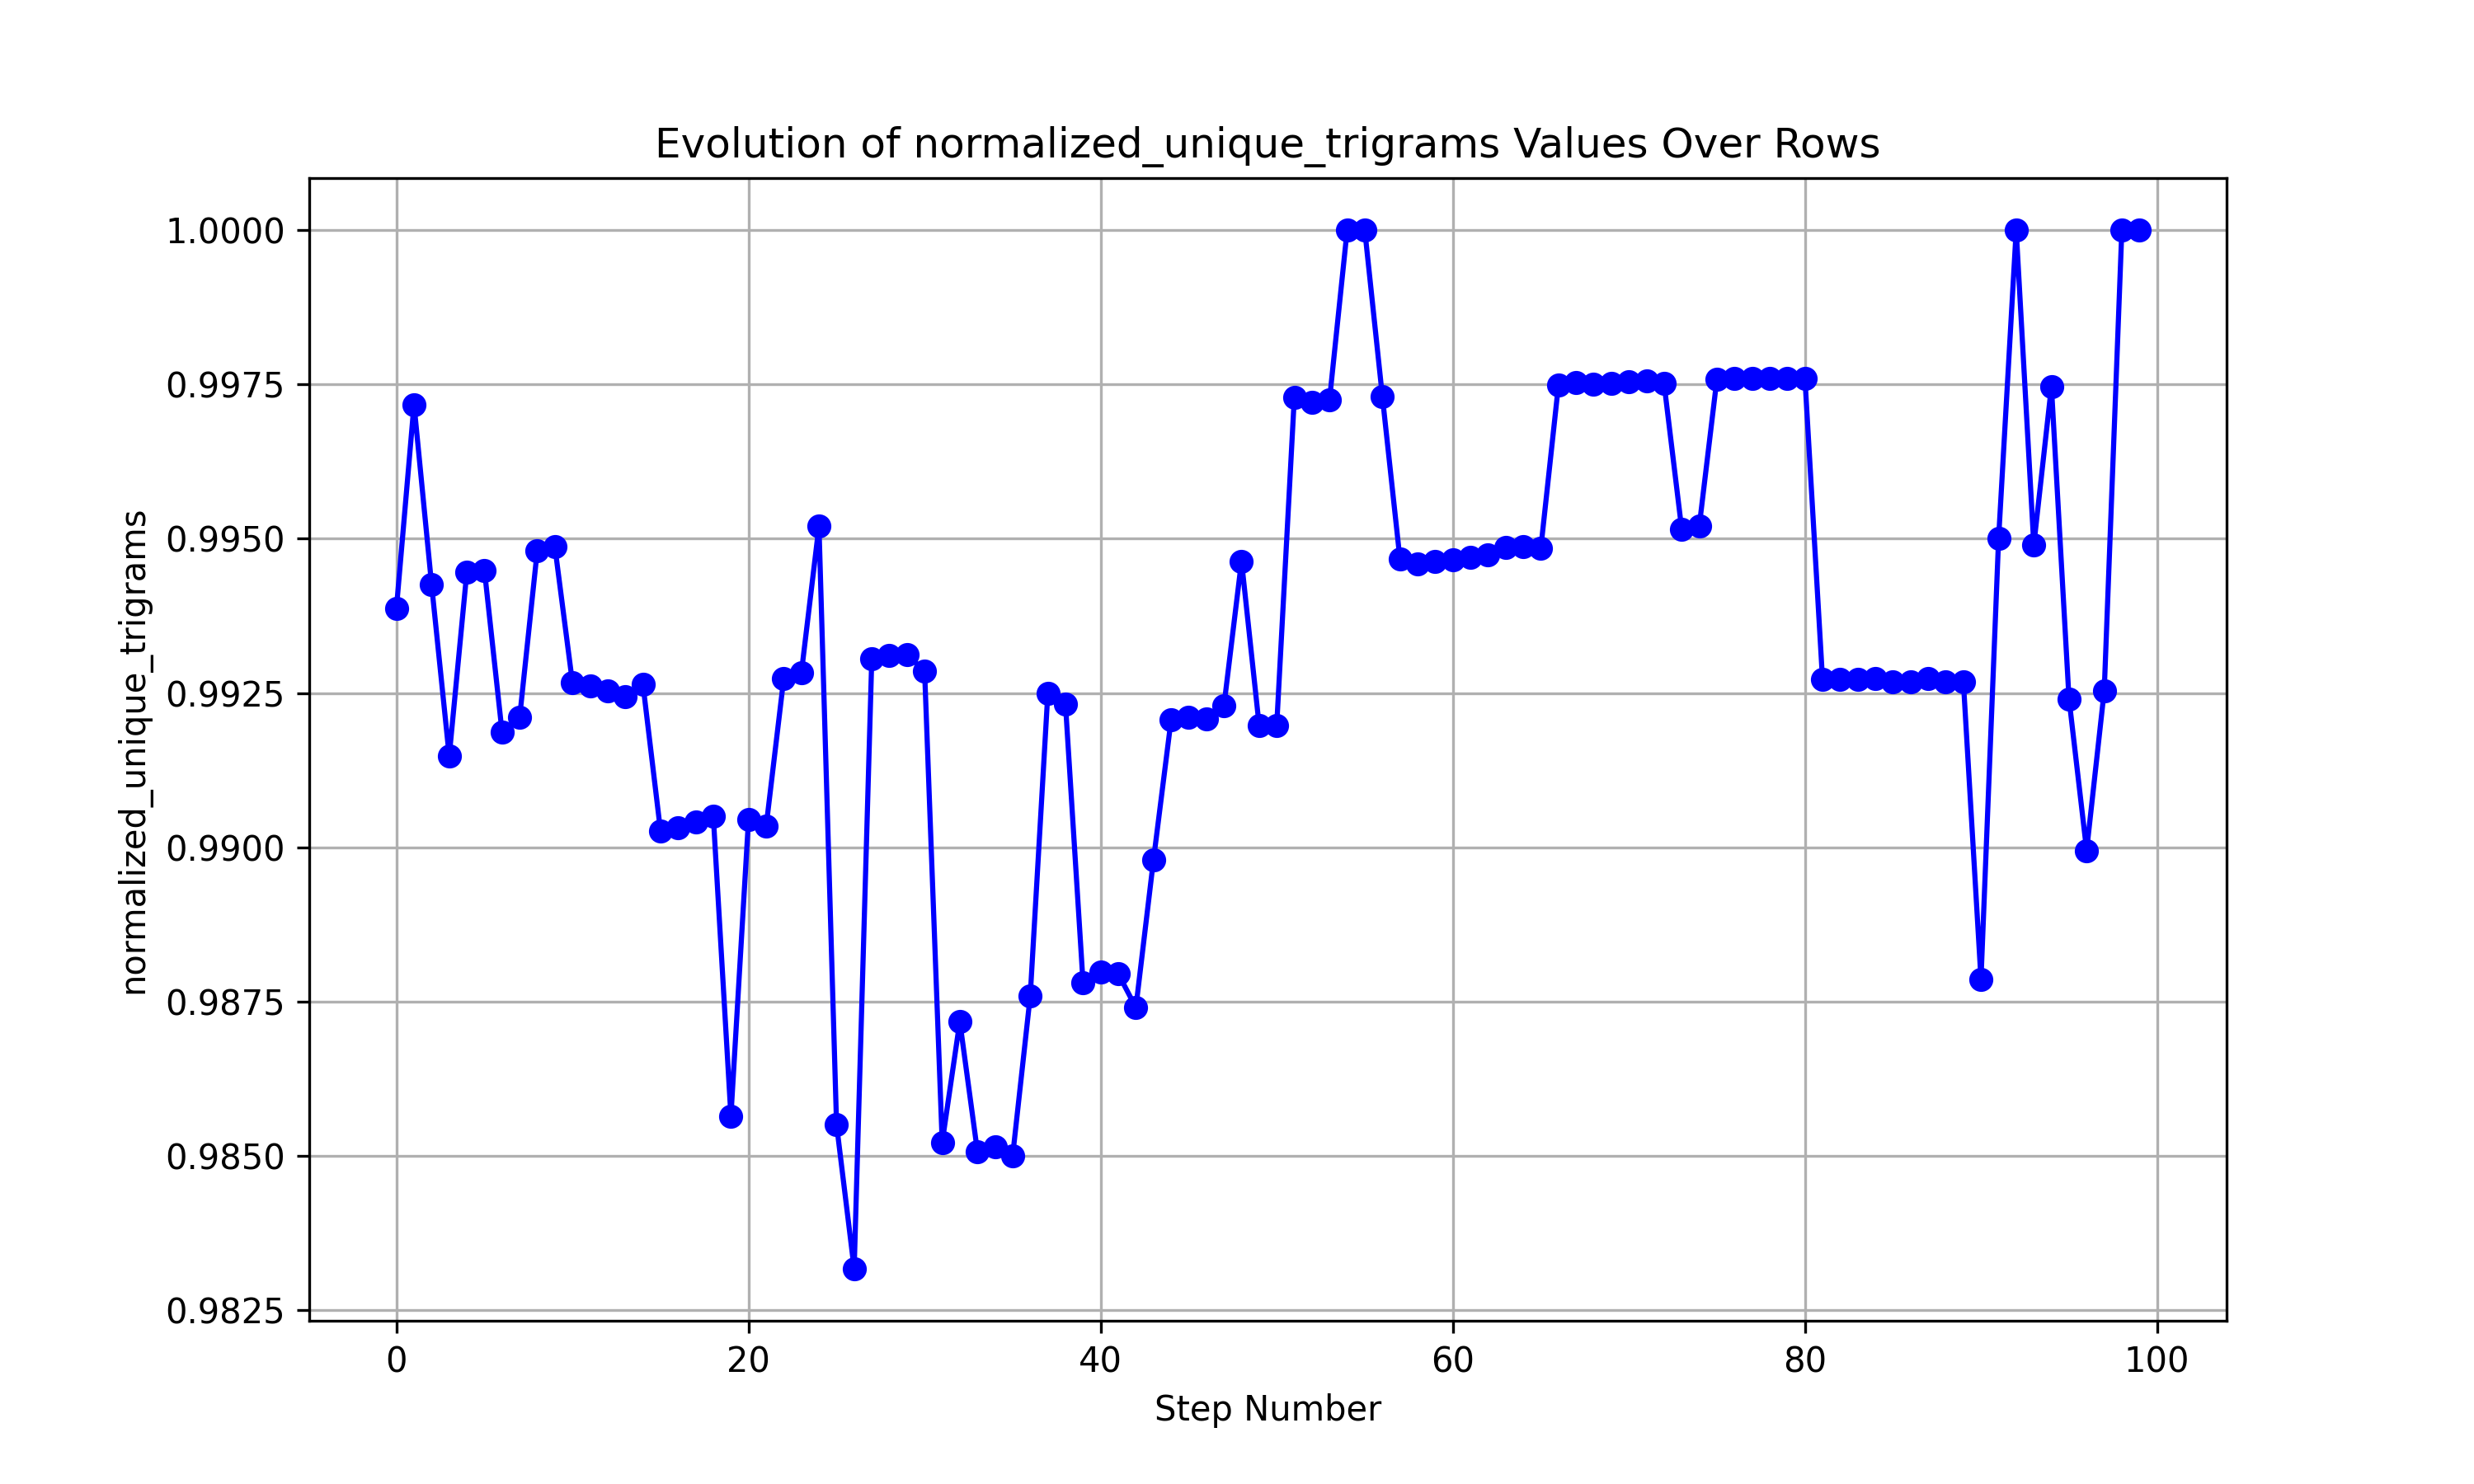 Evolution of normalized_unique_trigrams Values Over Rows
normalized_unique_trigrams
1.0000
0.9975
0.9950
0.9925
0.9900
0.9875
0.9850
0.9825
0 20 40 60 80 100
Step Number